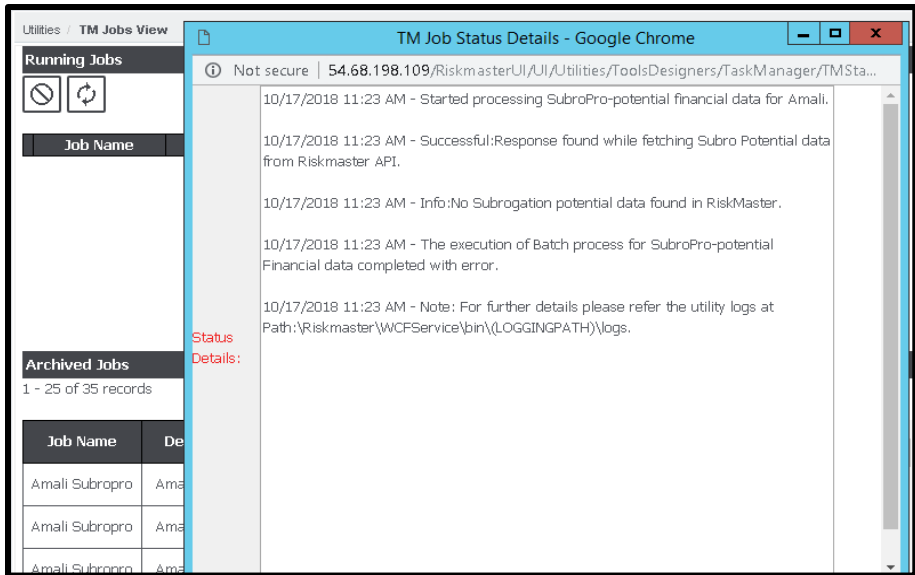 Utilities / TM Jobs View
TM Job Status Details - Google Chrome
Running Jobs
Not secure | 54.68.198.109/RiskmasterUI/UI/Utilities/ToolsDesigners/TaskManager/TMSta...
Job Name
10/17/2018 11:23 AM - Started processing SubroPro-potential financial data for Amali.
10/17/2018 11:23 AM - Successful:Response found while fetching Subro Potential data
from Riskmaster API.
10/17/2018 11:23 AM - Info:No Subrogation potential data found in RiskMaster.
10/17/2018 11:23 AM - The execution of Batch process for SubroPro-potential
Financial data completed with error.
10/17/2018 11:23 AM - Note: For further details please refer the utility logs at
Path:\Riskmaster\WCFService\bin\(LOGGINGPATH)\logs.
Status
Details:
Archived Jobs
1 - 25 of 35 records
Job Name De
Amali Subropro Ama
Amali Subropro Ama
Amali Subropro Ama